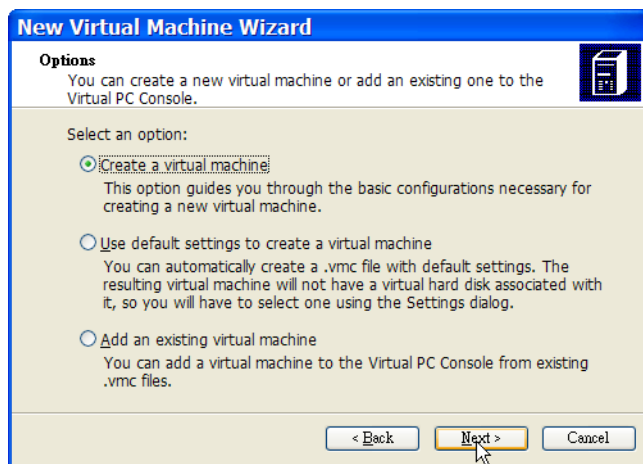 New Virtual Machine Wizard
Options
You can create a new virtual machine or add an existing one to the
Virtual PC Console.
Select an option:
Create a virtual machine
This option guides you through the basic configurations necessary for
creating a new virtual machine.
Use default settings to create a virtual machine
You can automatically create a .vmc file with default settings. The
resulting virtual machine will not have a virtual hard disk associated with
it, so you will have to select one using the Settings dialog.
Add an existing virtual machine
You can add a virtual machine to the Virtual PC Console from existing
.vmc files.
< Back Next > Cancel